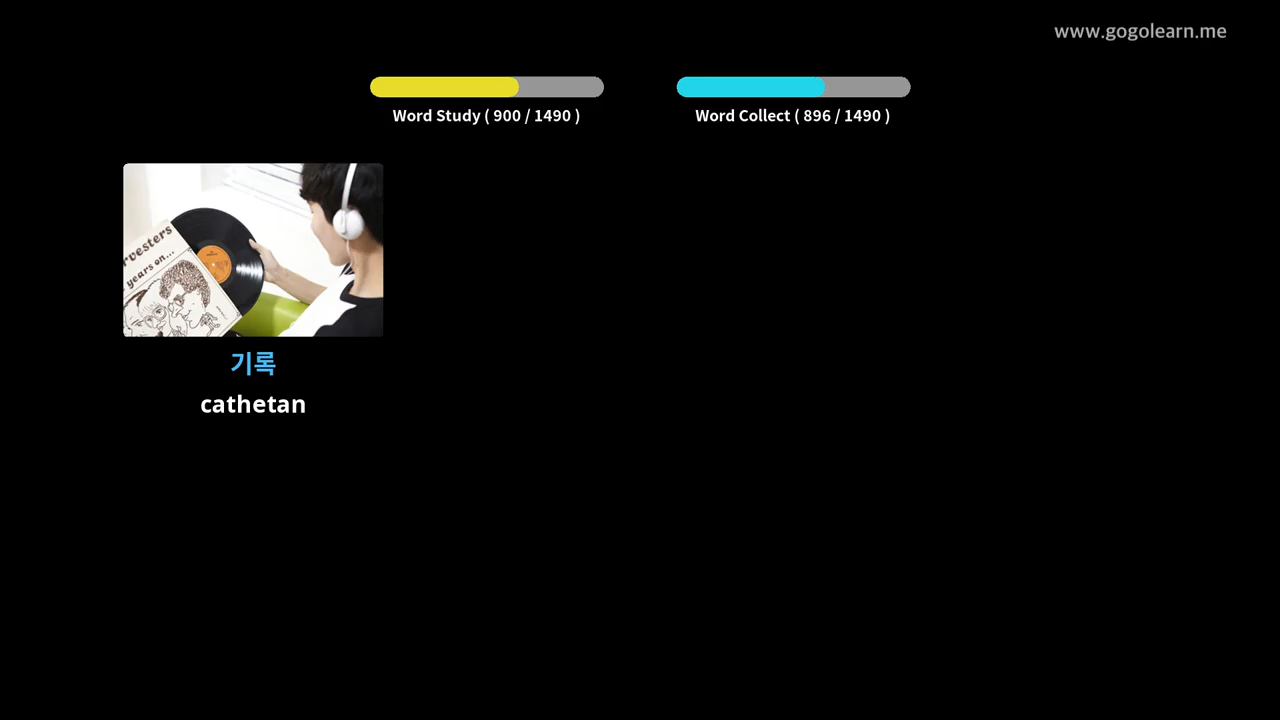 www.gogolearn.me
Word Study ( 900 / 1490 )
Word Collect ( 896 / 1490 )
rvesters
years on...
기록
cathetan